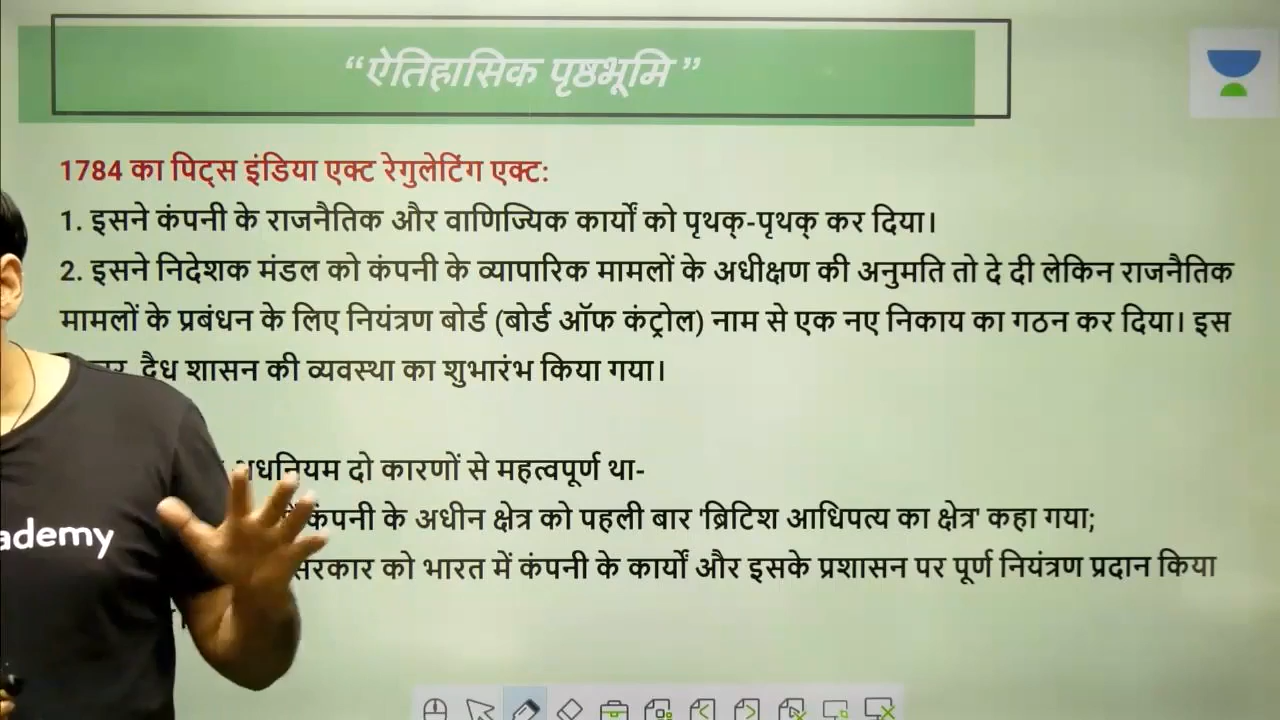 “ऐतिहासिक पृष्ठभूमि”
1784 का पिट्स इंडिया एक्ट रेगुलेटिंग एक्ट:
1. इसने कंपनी के राजनैतिक और वाणिज्यिक कार्यों को पृथक्-पृथक् कर दिया।
2. इसने निदेशक मंडल को कंपनी के व्यापारिक मामलों के अधीक्षण की अनुमति तो दे दी लेकिन राजनैतिक
मामलों के प्रबंधन के लिए नियंत्रण बोर्ड (बोर्ड ऑफ कंट्रोल) नाम से एक नए निकाय का गठन कर दिया। इस
द्वैध शासन की व्यवस्था का शुभारंभ किया गया।
दो कारणों से महत्वपूर्ण था-
कंपनी के अधीन क्षेत्र को पहली बार 'ब्रिटिश आधिपत्य का क्षेत्र' कहा गया;
सरकार को भारत में कंपनी के कार्यों और इसके प्रशासन पर पूर्ण नियंत्रण प्रदान किया
ademy